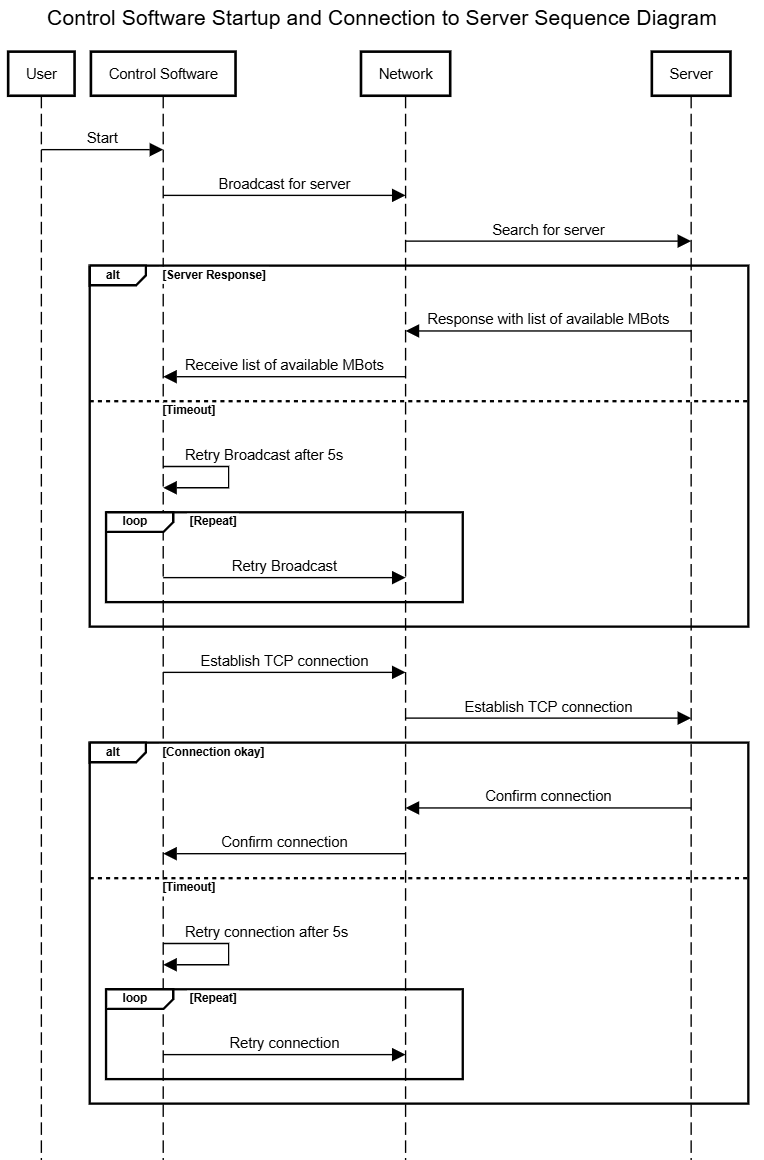 Control Software Startup and Connection to Server Sequence Diagram
User
Control Software
Network
Server
Start
Broadcast for server
Search for server
alt
[Server Response]
Response with list of available MBots
Receive list of available MBots
[Timeout]
Retry Broadcast after 5s
loop
[Repeat]
Retry Broadcast
Establish TCP connection
Establish TCP connection
alt
[Connection okay]
Confirm connection
Confirm connection
[Timeout]
Retry connection after 5s
loop
[Repeat]
Retry connection